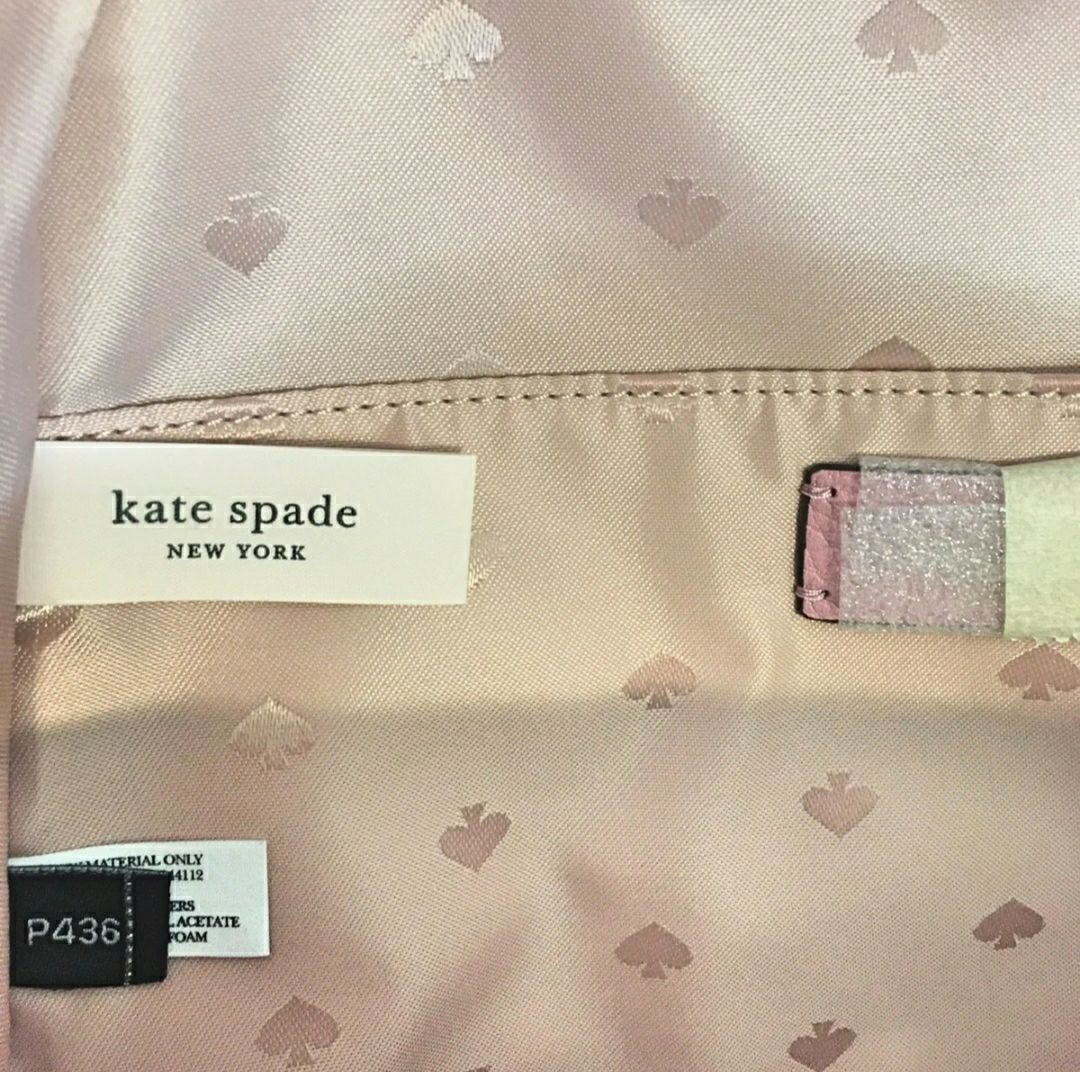 kate spade
NEW YORK
MATERIAL ONLY
44112
P436
ERS
ACETATE
FOAM